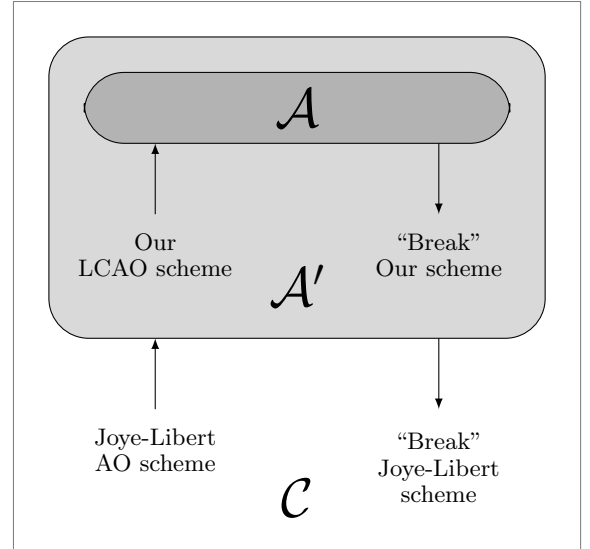 𝒜
Our
LCAO scheme
“Break”
Our scheme
𝒜′
Joye-Libert
AO scheme
“Break”
Joye-Libert
scheme
𝒞